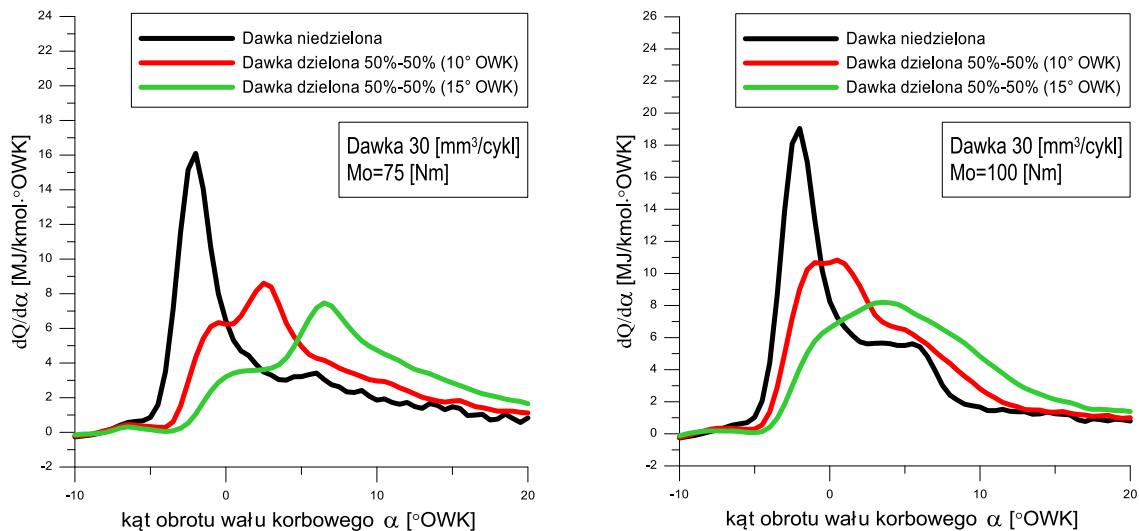 24
22
20
18
16
14
12
10
8
6
4
2
0
-2
-10
0
10
20
dQ/dα [MJ/kmol·°OWK]
kąt obrotu wału korbowego α [°OWK]
Dawka niedzielona
Dawka dzielona 50%-50% (10° OWK)
Dawka dzielona 50%-50% (15° OWK)
Dawka 30 [mm³/cykl]
Mo=75 [Nm]
26
24
22
20
18
16
14
12
10
8
6
4
2
0
-2
-10
0
10
20
dQ/dα [MJ/kmol·°OWK]
kąt obrotu wału korbowego α [°OWK]
Dawka niedzielona
Dawka dzielona 50%-50% (10° OWK)
Dawka dzielona 50%-50% (15° OWK)
Dawka 30 [mm³/cykl]
Mo=100 [Nm]